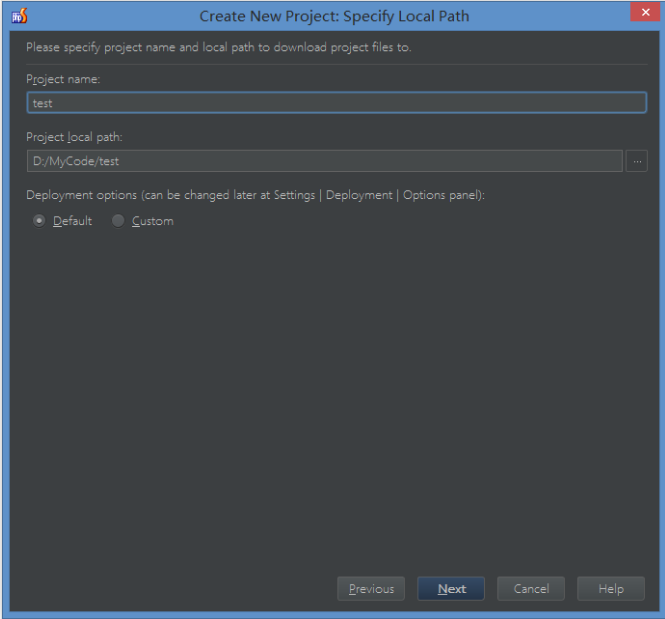 Create New Project: Specify Local Path
Please specify project name and local path to download project files to.
Project name:
test
Project local path:
D:/MyCode/test
...
Deployment options (can be changed later at Settings | Deployment | Options panel):
Default Custom
Previous Next Cancel Help